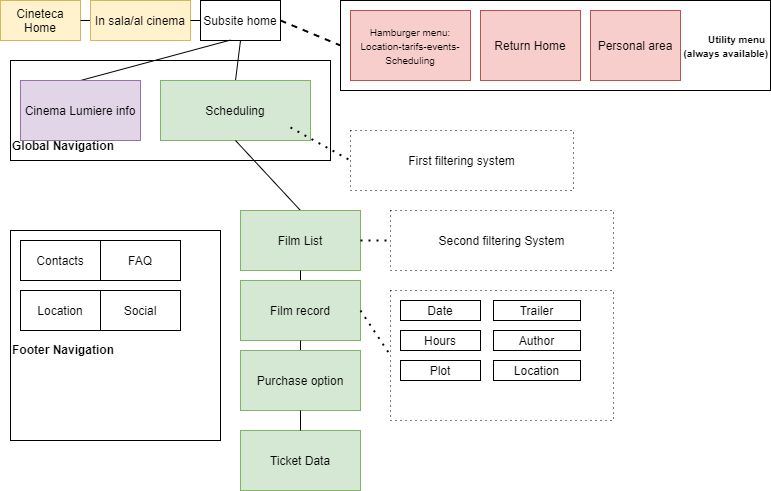 Cineteca
Home
In sala/al cinema
Subsite home
Hamburger menu:
Location-tarifs-events-
Scheduling
Return Home
Personal area
Utility menu
(always available)
Cinema Lumiere info
Scheduling
Global Navigation
First filtering system
Film List
Second filtering System
Contacts
FAQ
Location
Social
Footer Navigation
Film record
Date
Trailer
Hours
Author
Plot
Location
Purchase option
Ticket Data